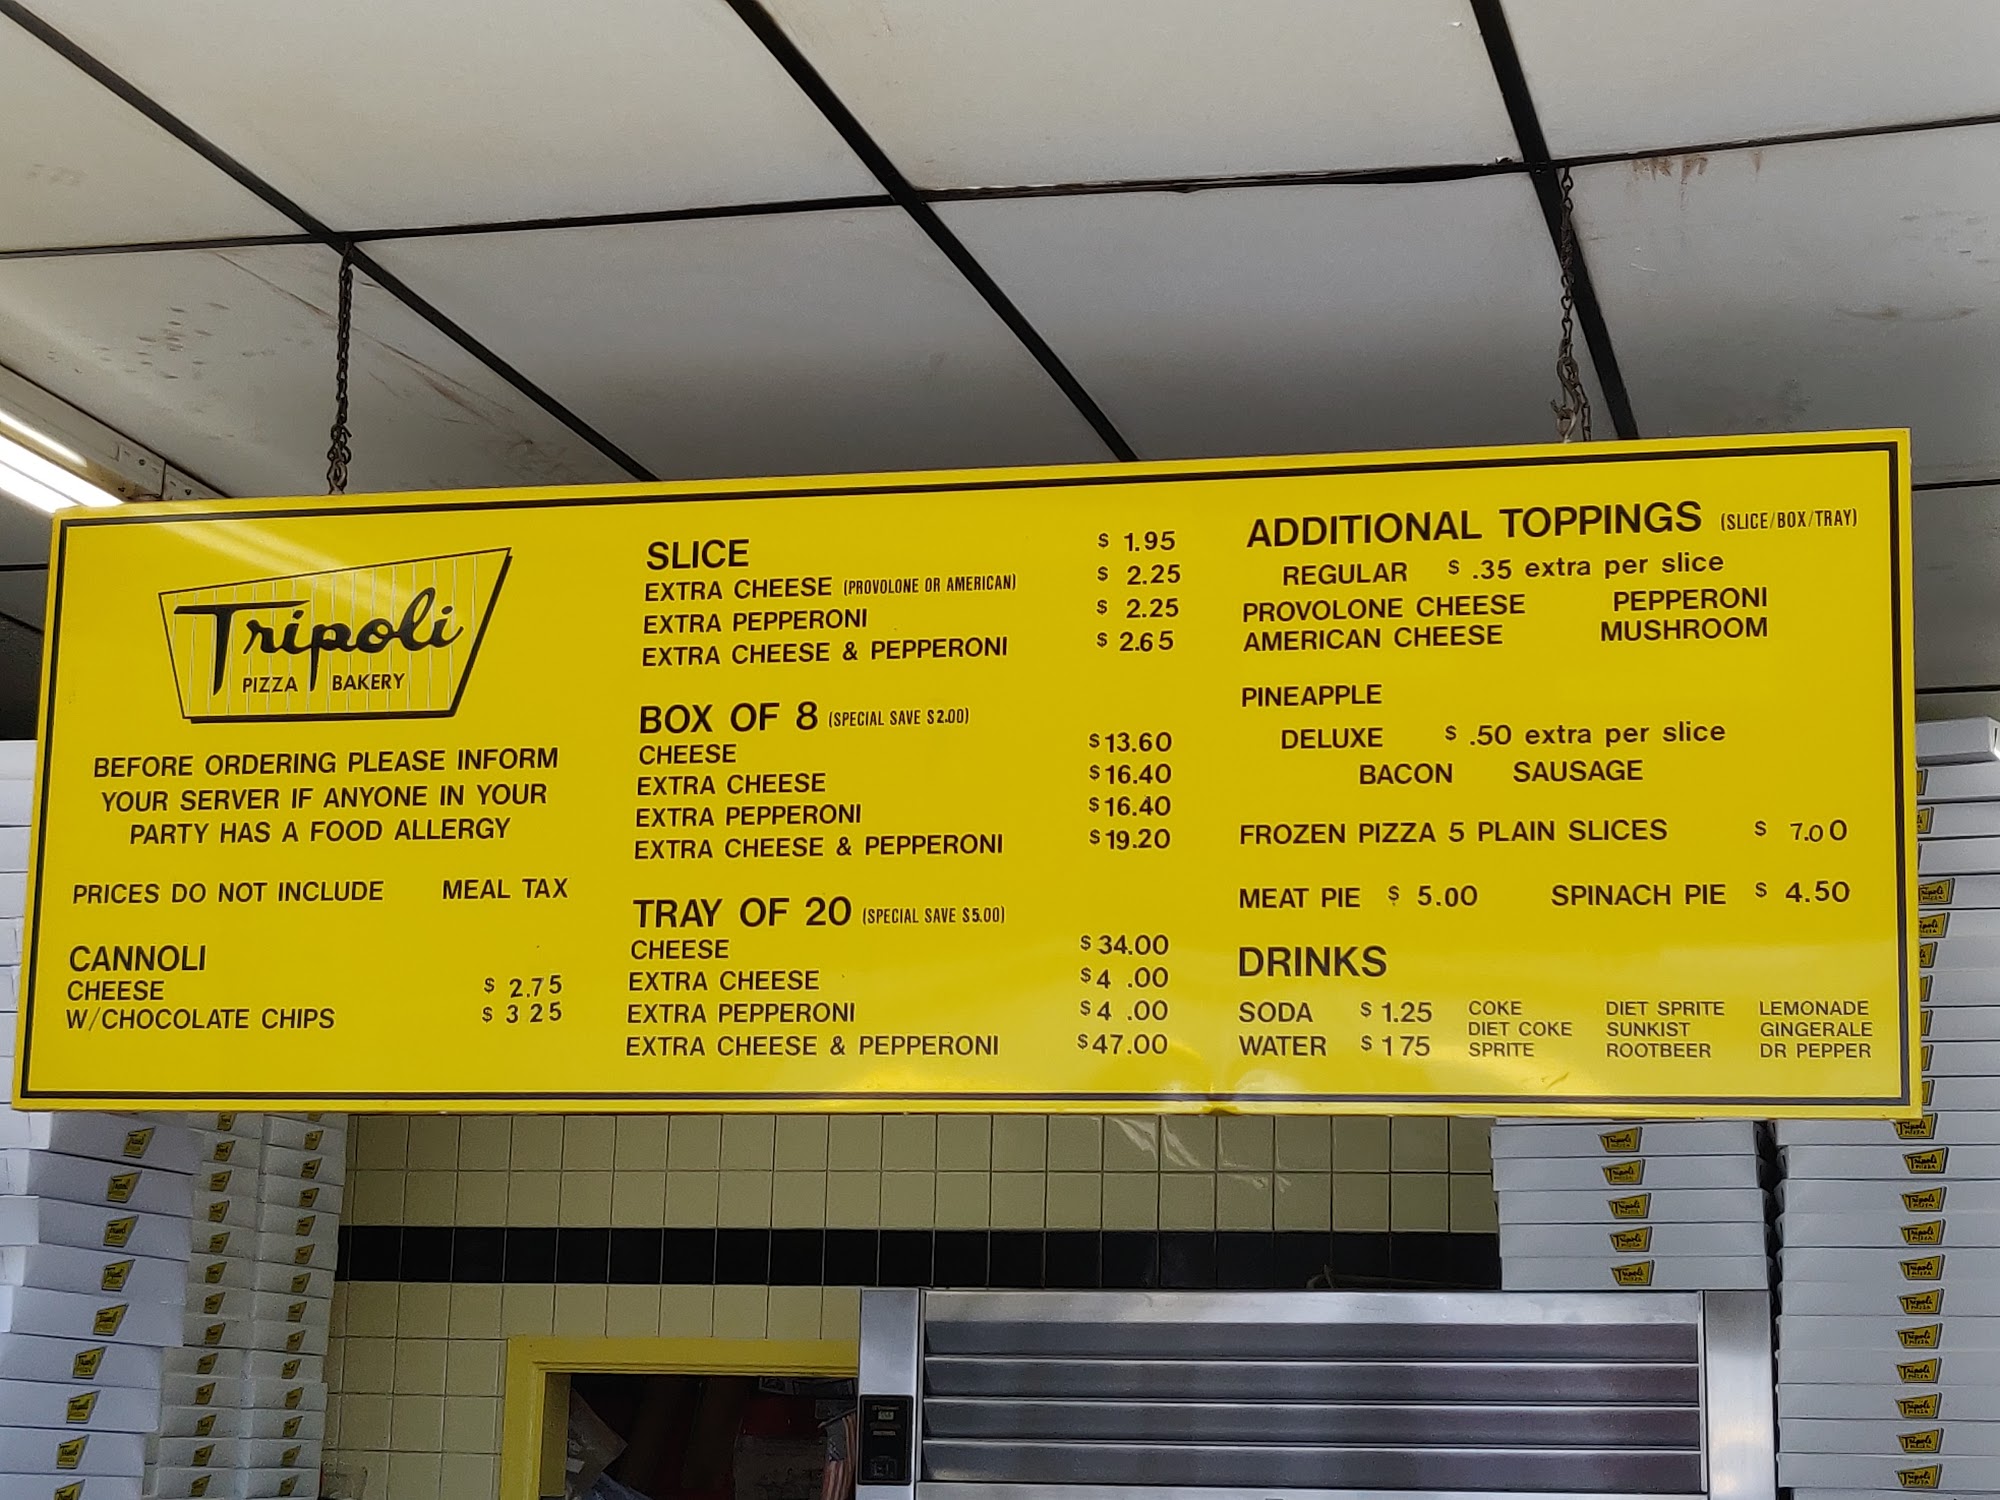 Tripoli
PIZZA BAKERY
BEFORE ORDERING PLEASE INFORM
YOUR SERVER IF ANYONE IN YOUR
PARTY HAS A FOOD ALLERGY
PRICES DO NOT INCLUDE MEAL TAX
CANNOLI
CHEESE $ 2.75
W/CHOCOLATE CHIPS $ 3 25
SLICE $ 1.95
EXTRA CHEESE (PROVOLONE OR AMERICAN) $ 2.25
EXTRA PEPPERONI $ 2.25
EXTRA CHEESE & PEPPERONI $ 2.65
BOX OF 8 (SPECIAL SAVE $2.00)
CHEESE $13.60
EXTRA CHEESE $16.40
EXTRA PEPPERONI $16.40
EXTRA CHEESE & PEPPERONI $19.20
TRAY OF 20 (SPECIAL SAVE $5.00)
CHEESE $34.00
EXTRA CHEESE $4 .00
EXTRA PEPPERONI $4 .00
EXTRA CHEESE & PEPPERONI $47.00
ADDITIONAL TOPPINGS (SLICE/BOX/TRAY)
REGULAR $ .35 extra per slice
PROVOLONE CHEESE PEPPERONI
AMERICAN CHEESE MUSHROOM
PINEAPPLE
DELUXE $ .50 extra per slice
BACON SAUSAGE
FROZEN PIZZA 5 PLAIN SLICES $ 7.00
MEAT PIE $ 5.00 SPINACH PIE $ 4.50
DRINKS
SODA $ 1.25 COKE DIET SPRITE LEMONADE
DIET COKE SUNKIST GINGERALE
WATER $ 1 75 SPRITE ROOTBEER DR PEPPER